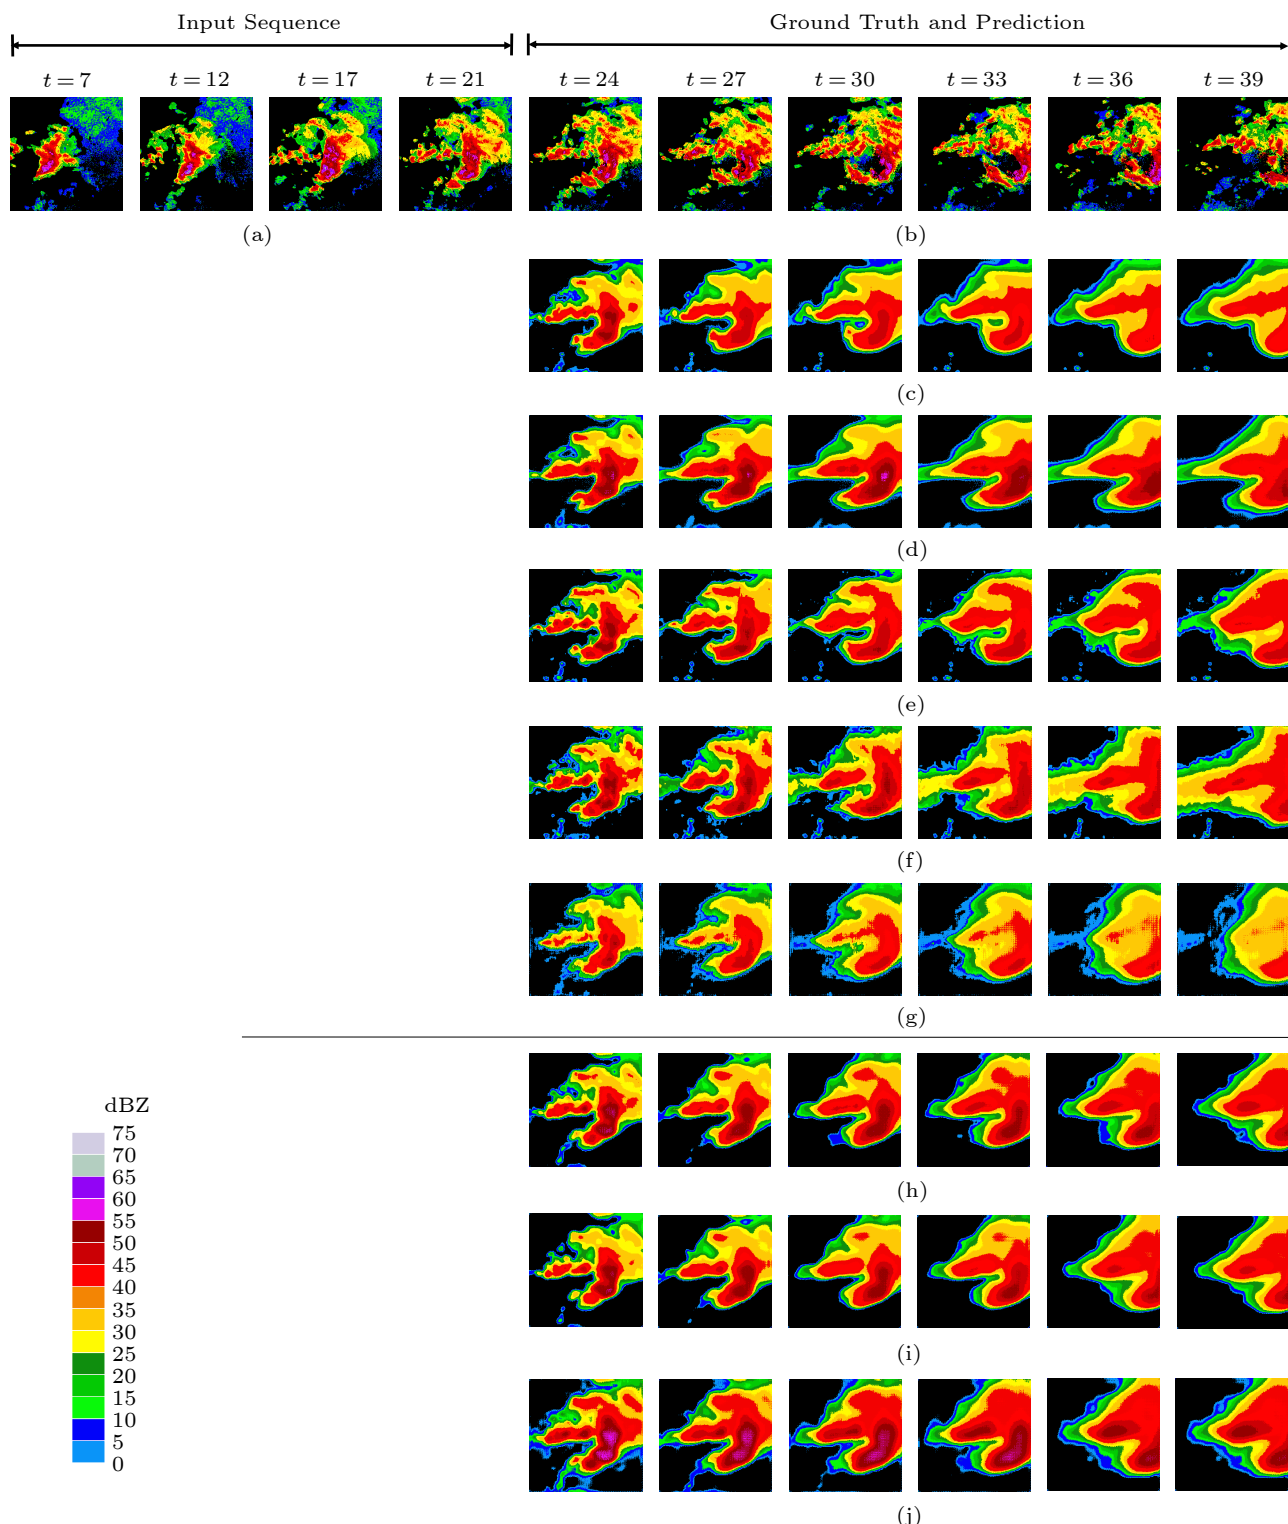 Input Sequence
Ground Truth and Prediction
t = 7
t = 12
t = 17
t = 21
t = 24
t = 27
t = 30
t = 33
t = 36
t = 39
(a)
(b)
(c)
(d)
(e)
(f)
(g)
(h)
(i)
(j)
dBZ
75
70
65
60
55
50
45
40
35
30
25
20
15
10
5
0